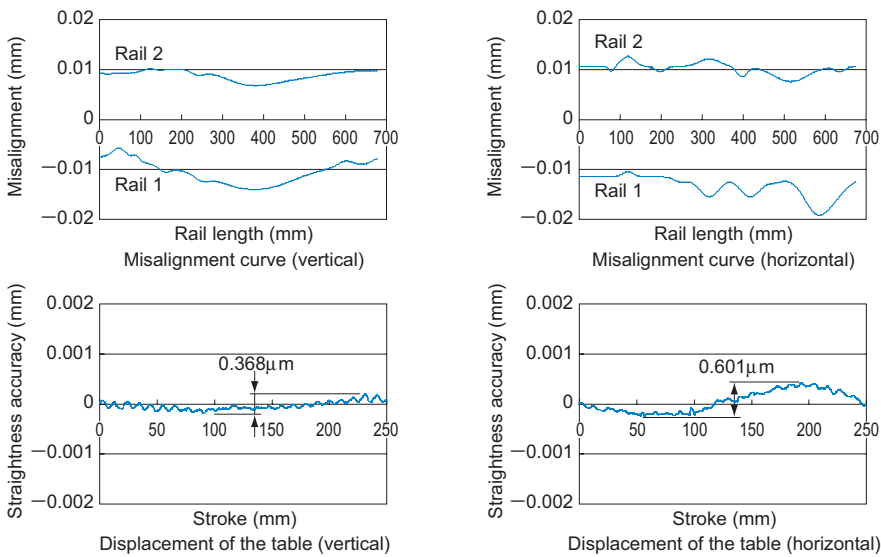 Misalignment (mm)
0.02
0.01
0
−0.01
−0.02
Rail 2
0 100 200 300 400 500 600 700
Rail 1
Rail length (mm)
Misalignment curve (vertical)
Misalignment (mm)
0.02
0.01
0
−0.01
−0.02
Rail 2
0 100 200 300 400 500 600 700
Rail 1
Rail length (mm)
Misalignment curve (horizontal)
Straightness accuracy (mm)
0.002
0.001
0
−0.001
−0.002
0.368μm
0 50 100 150 200 250
Stroke (mm)
Displacement of the table (vertical)
Straightness accuracy (mm)
0.002
0.001
0
−0.001
−0.002
0.601μm
0 50 100 150 200 250
Stroke (mm)
Displacement of the table (horizontal)